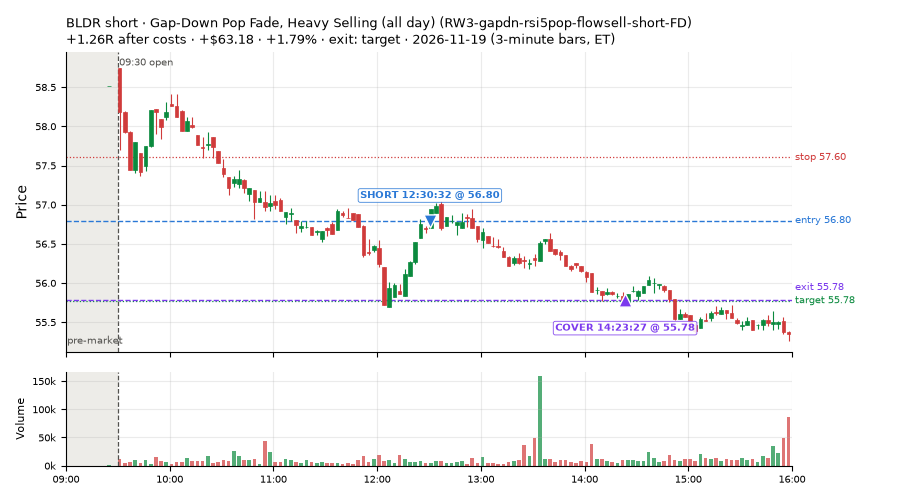 BLDR short · Gap-Down Pop Fade, Heavy Selling (all day) (RW3-gapdn-rsi5pop-flowsell-short-FD)
+1.26R after costs · +$63.18 · +1.79% · exit: target · 2026-11-19 (3-minute bars, ET)
09:30 open
58.5
58.0
57.5
stop 57.60
57.0
SHORT 12:30:32 @ 56.80
entry 56.80
56.5
56.0
exit 55.78
target 55.78
55.5
COVER 14:23:27 @ 55.78
pre-market
Price
150k
100k
50k
0k
Volume
09:00
10:00
11:00
12:00
13:00
14:00
15:00
16:00